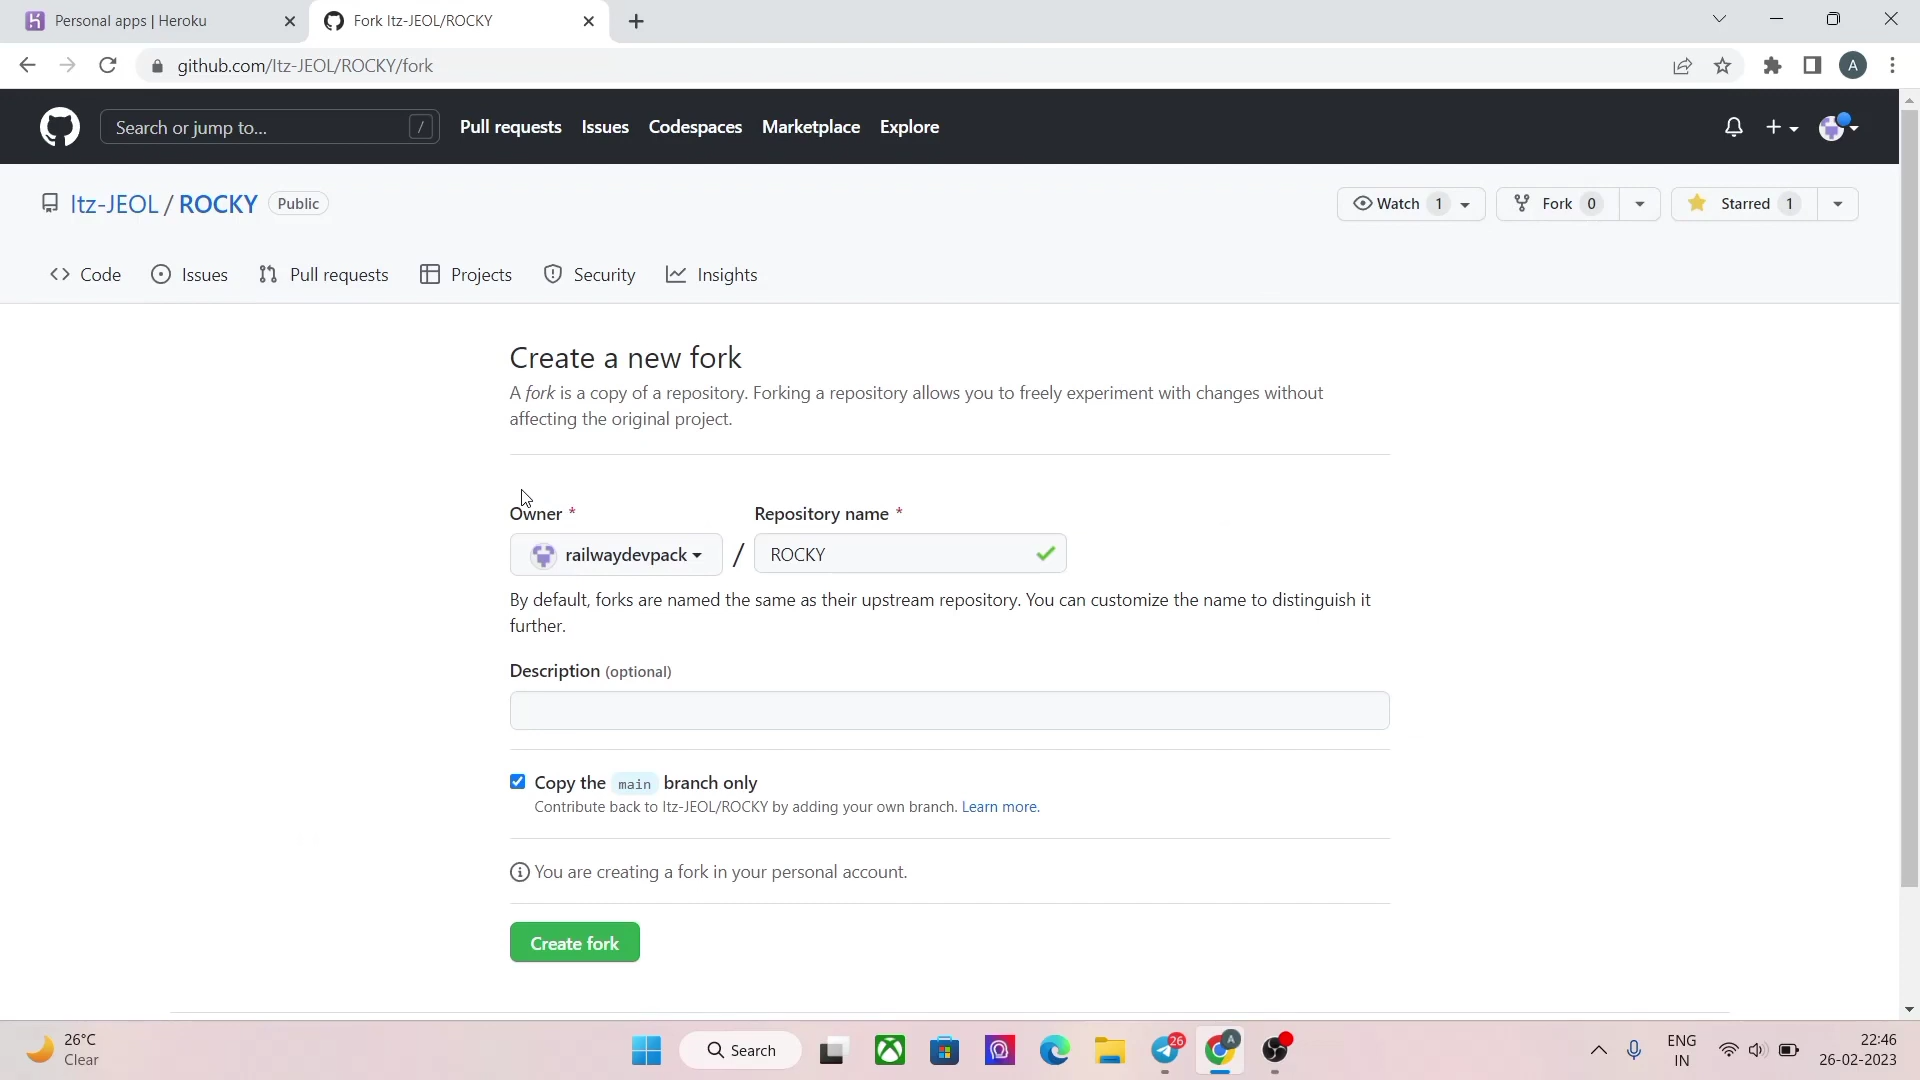 Personal apps | Heroku
Fork Itz-JEOL/ROCKY
github.com/Itz-JEOL/ROCKY/fork
A
Search or jump to...
/
Pull requests
Issues
Codespaces
Marketplace
Explore
Itz-JEOL / ROCKY
Public
Watch 1
Fork 0
Starred 1
Code
Issues
Pull requests
Projects
Security
Insights
Create a new fork
A fork is a copy of a repository. Forking a repository allows you to freely experiment with changes without
affecting the original project.
Owner *
Repository name *
railwaydevpack
/
ROCKY
By default, forks are named the same as their upstream repository. You can customize the name to distinguish it
further.
Description (optional)
Copy the main branch only
Contribute back to Itz-JEOL/ROCKY by adding your own branch. Learn more.
You are creating a fork in your personal account.
Create fork
26°C
Clear
Search
26
A
ENG
IN
22:46
26-02-2023